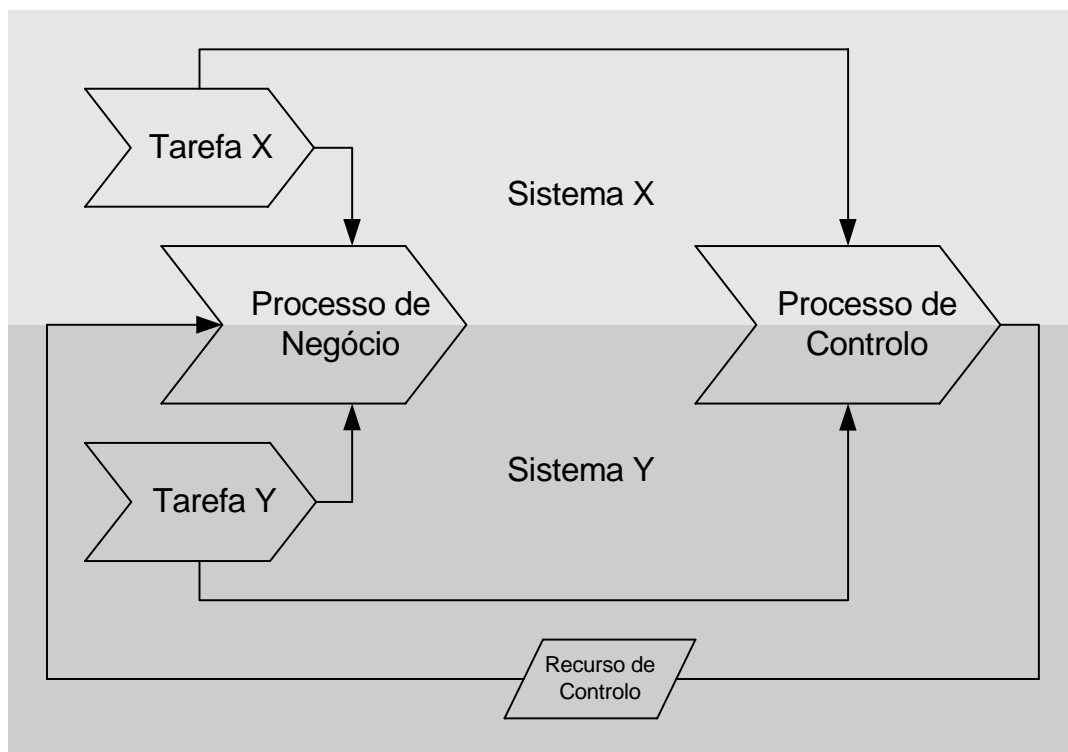 Tarefa X
Sistema X
Processo de
Negócio
Processo de
Controlo
Sistema Y
Tarefa Y
Recurso de
Controlo